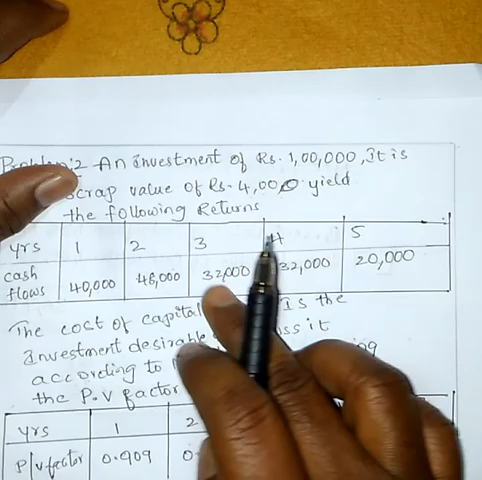 Problem:2 An investment of Rs. 1,00,000, It is
scrap value of Rs. 4,000 yield
the following Returns
yrs 1 2 3 4 5
cash flows 40,000 48,000 32,000 32,000 20,000
The cost of capital Is the
investment desirable
according to
the P.V factor
yrs 1 2
P/v factor 0.909